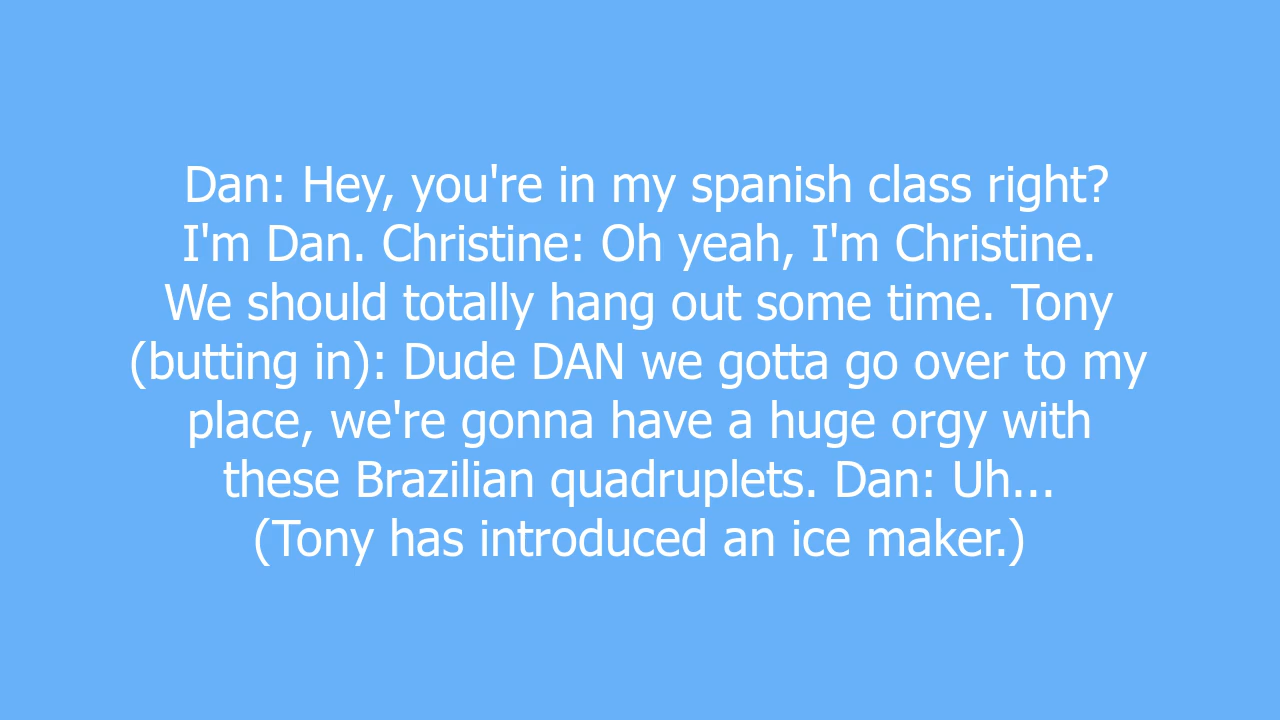 Dan: Hey, you're in my spanish class right?
I'm Dan. Christine: Oh yeah, I'm Christine.
We should totally hang out some time. Tony
(butting in): Dude DAN we gotta go over to my
place, we're gonna have a huge orgy with
these Brazilian quadruplets. Dan: Uh...
(Tony has introduced an ice maker.)